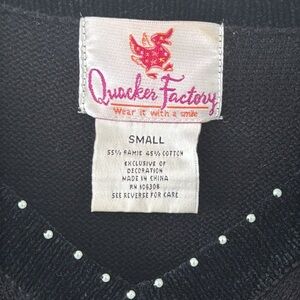 Quacker Factory
Wear it with a smile
SMALL
55% RAMIE 45% COTTON
EXCLUSIVE OF
DECORATION
MADE IN CHINA
RN 106306
SEE REVERSE FOR CARE